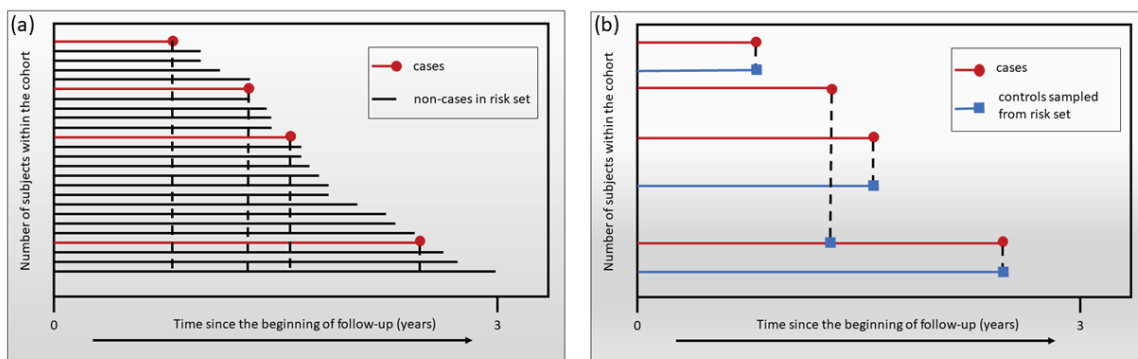 (a)
Number of subjects within the cohort
cases
non-cases in risk set
0
3
Time since the beginning of follow-up (years)
(b)
Number of subjects within the cohort
cases
controls sampled
from risk set
0
3
Time since the beginning of follow-up (years)